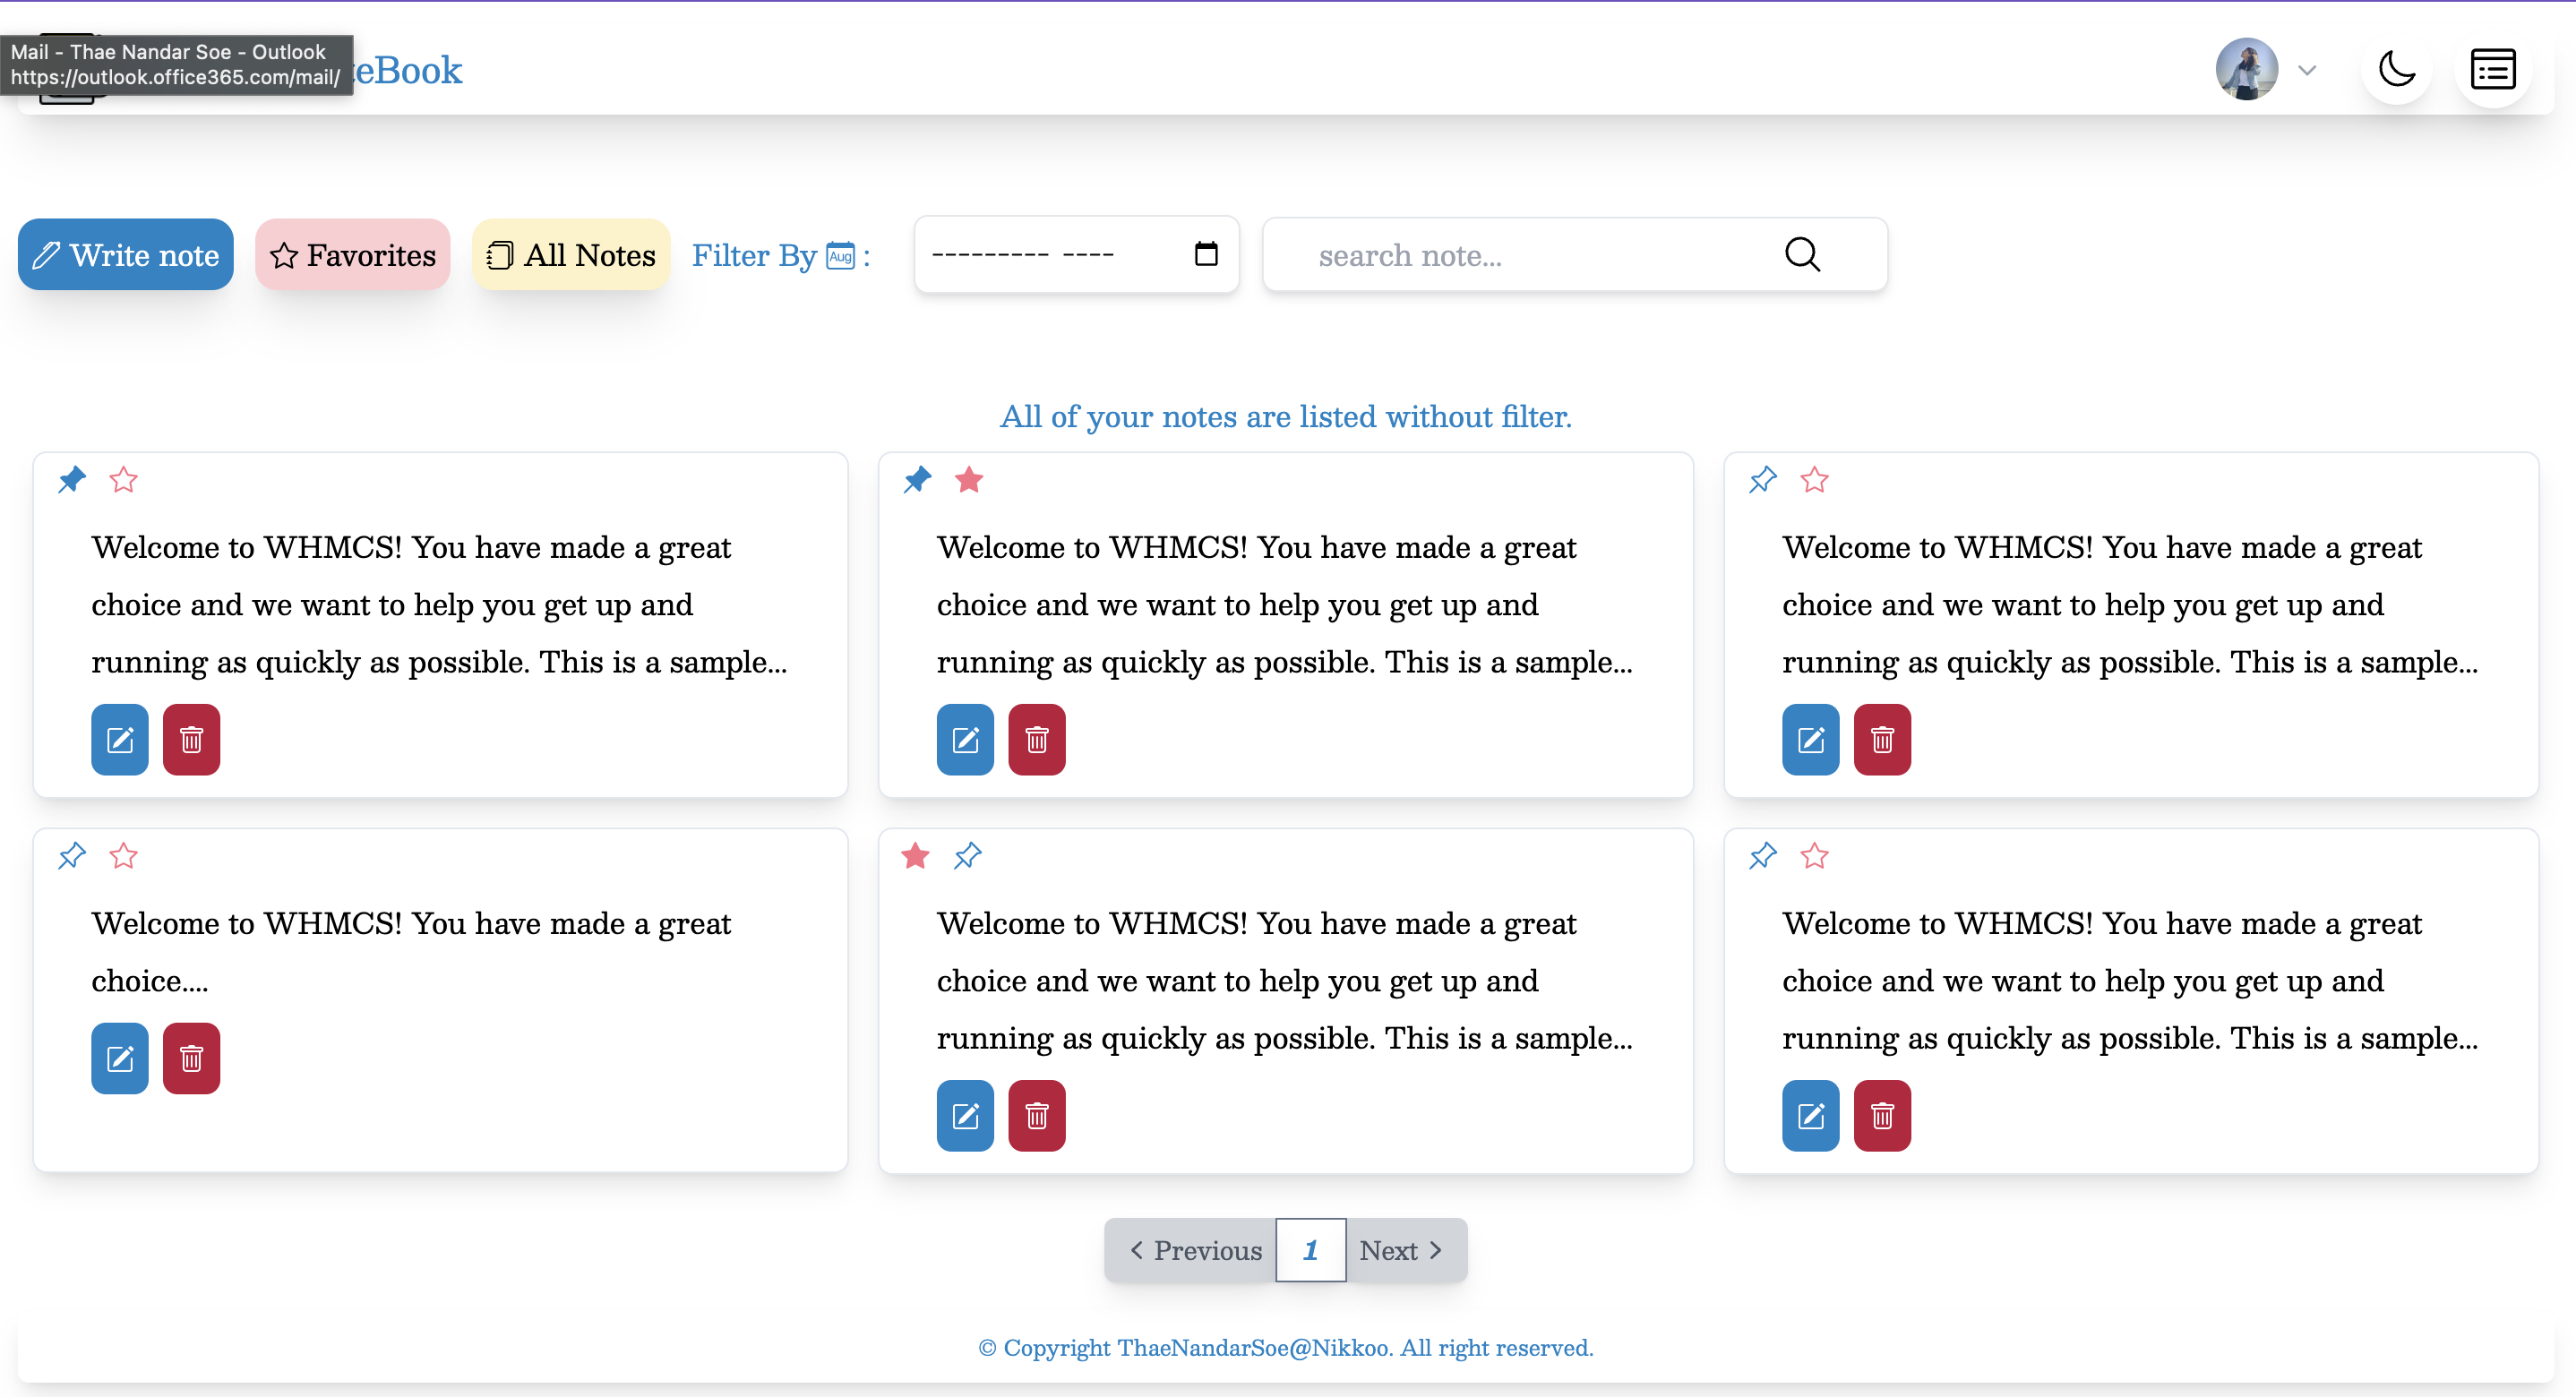 Mail - Thae Nandar Soe - Outlook
https://outlook.office365.com/mail/
teBook
Write note
Favorites
All Notes
Filter By Aug :
--------- ----
search note...
All of your notes are listed without filter.
Welcome to WHMCS! You have made a great
choice and we want to help you get up and
running as quickly as possible. This is a sample...
Welcome to WHMCS! You have made a great
choice and we want to help you get up and
running as quickly as possible. This is a sample...
Welcome to WHMCS! You have made a great
choice and we want to help you get up and
running as quickly as possible. This is a sample...
Welcome to WHMCS! You have made a great
choice....
Welcome to WHMCS! You have made a great
choice and we want to help you get up and
running as quickly as possible. This is a sample...
Welcome to WHMCS! You have made a great
choice and we want to help you get up and
running as quickly as possible. This is a sample...
Previous 1 Next
© Copyright ThaeNandarSoe@Nikkoo. All right reserved.